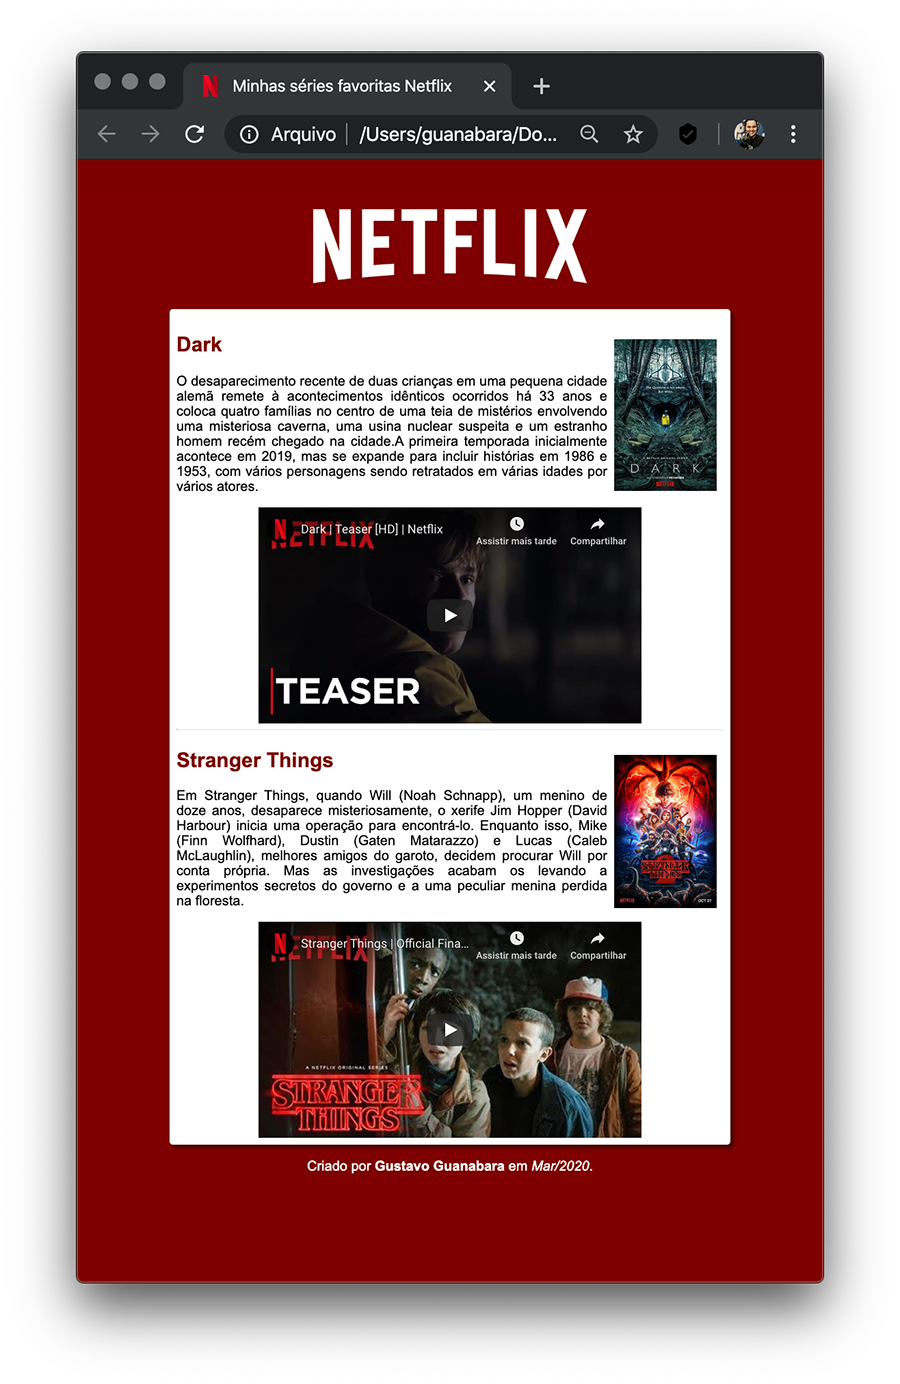 Minhas séries favoritas Netflix
Arquivo | /Users/guanabara/Do...
NETFLIX
Dark
O desaparecimento recente de duas crianças em uma pequena cidade
alemã remete à acontecimentos idênticos ocorridos há 33 anos e
coloca quatro famílias no centro de uma teia de mistérios envolvendo
uma misteriosa caverna, uma usina nuclear suspeita e um estranho
homem recém chegado na cidade.A primeira temporada inicialmente
acontece em 2019, mas se expande para incluir histórias em 1986 e
1953, com vários personagens sendo retratados em várias idades por
vários atores.
DARK
NETFLIX
NETFLIX
Dark | Teaser [HD] | Netflix
Assistir mais tarde
Compartilhar
TEASER
Stranger Things
Em Stranger Things, quando Will (Noah Schnapp), um menino de
doze anos, desaparece misteriosamente, o xerife Jim Hopper (David
Harbour) inicia uma operação para encontrá-lo. Enquanto isso, Mike
(Finn Wolfhard), Dustin (Gaten Matarazzo) e Lucas (Caleb
McLaughlin), melhores amigos do garoto, decidem procurar Will por
conta própria. Mas as investigações acabam os levando a
experimentos secretos do governo e a uma peculiar menina perdida
na floresta.
STRANGER
THINGS
2
NETFLIX
OCT 27
NETFLIX
Stranger Things | Official Fina...
Assistir mais tarde
Compartilhar
A NETFLIX ORIGINAL SERIES
STRANGER
THINGS
Criado por Gustavo Guanabara em Mar/2020.